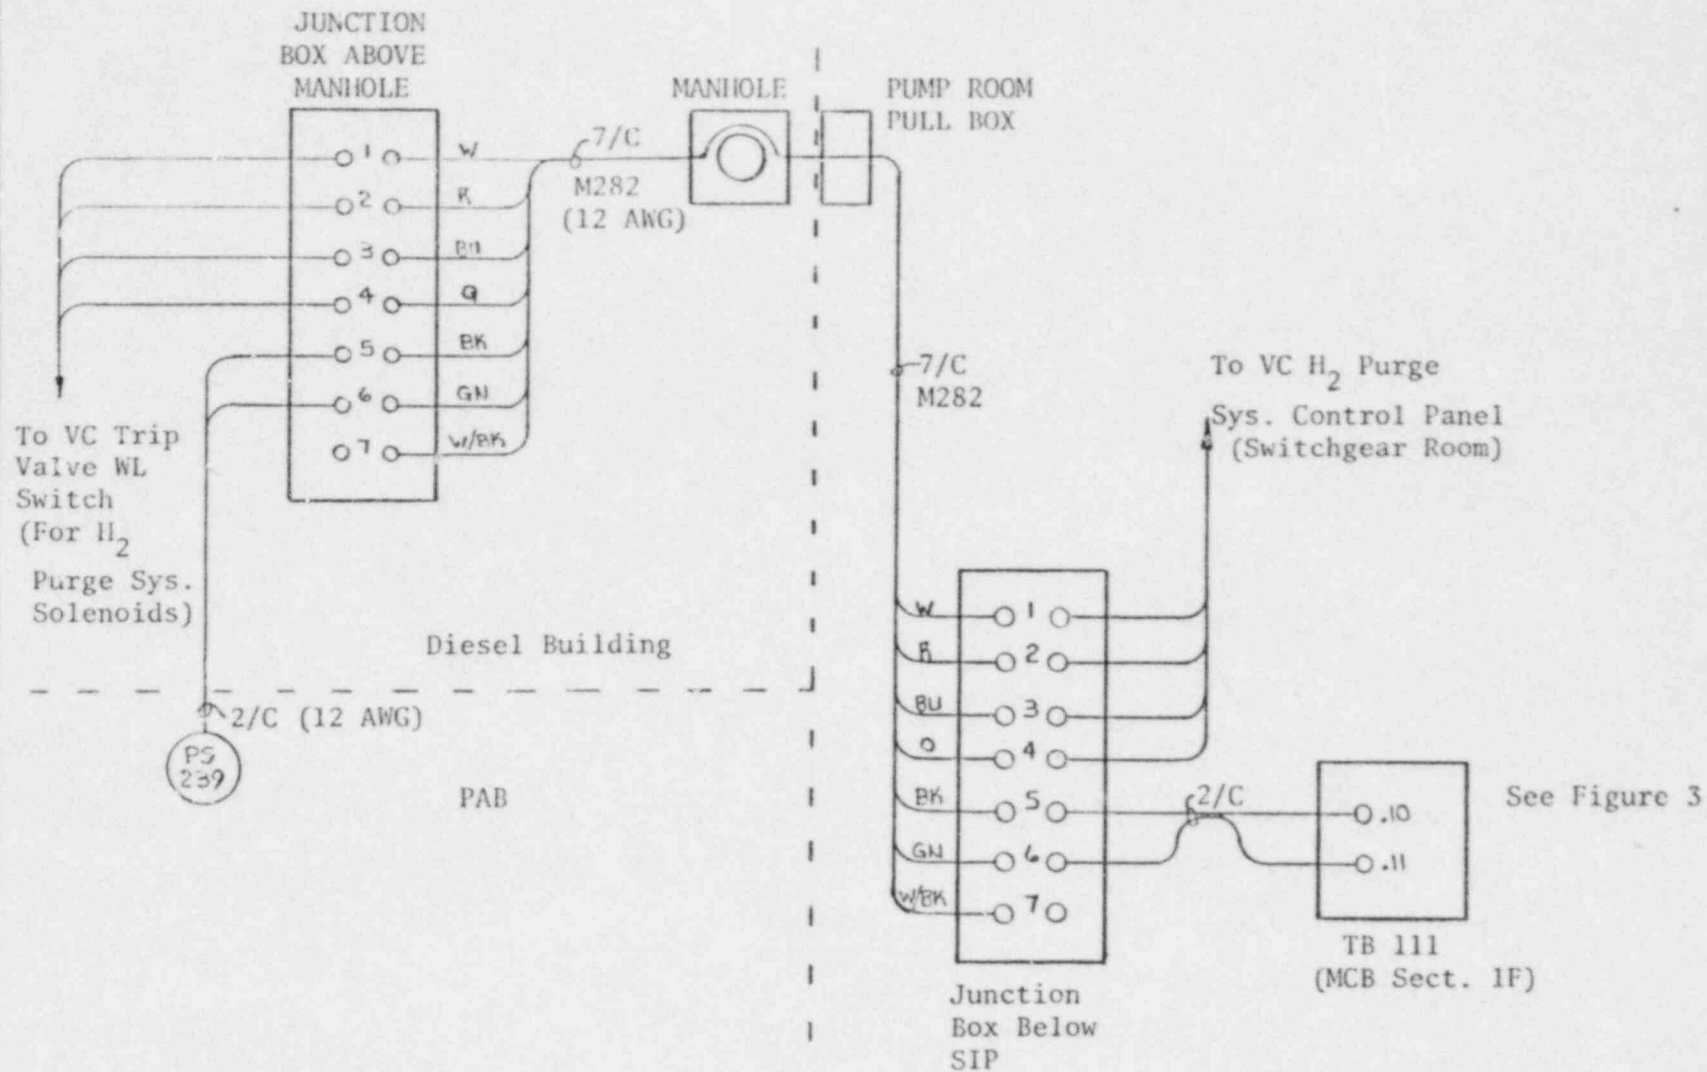 JUNCTION
BOX ABOVE
MANHOLE
MANHOLE
PUMP ROOM
PULL BOX
1
W
7/C
M282
(12 AWG)
2
R
3
BU
4
O
5
BK
6
GN
7
W/BK
To VC Trip
Valve WL
Switch
(For H2
Purge Sys.
Solenoids)
7/C
M282
To VC H2 Purge
Sys. Control Panel
(Switchgear Room)
Diesel Building
2/C (12 AWG)
PS
239
PAB
W
1
R
2
BU
3
O
4
BK
5
GN
6
W/BK
7
2/C
.10
.11
See Figure 3
TB 111
(MCB Sect. 1F)
Junction
Box Below
SIP